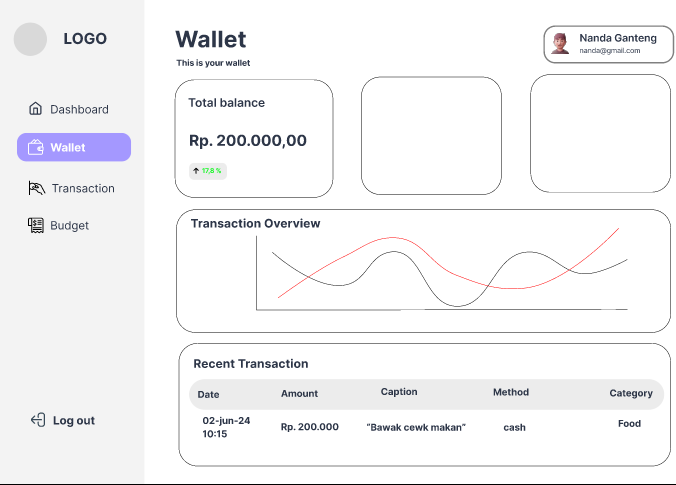 LOGO
Dashboard
Wallet
Transaction
Budget
Log out
Wallet
This is your wallet
Nanda Ganteng
nanda@gmail.com
Total balance
Rp. 200.000,00
17,8 %
Transaction Overview
Recent Transaction
Date Amount Caption Method Category
02-jun-24
10:15 Rp. 200.000 “Bawak cewk makan” cash Food